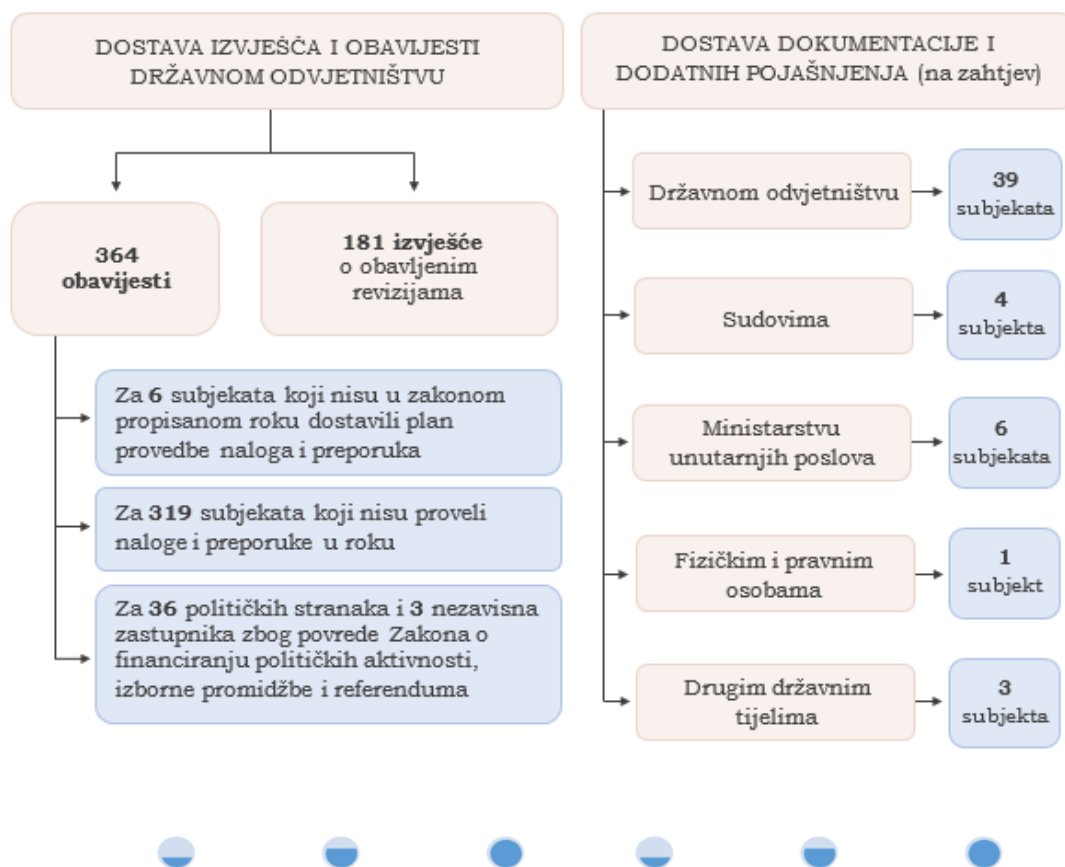 DOSTAVA IZVJEŠĆA I OBAVIJESTI
DRŽAVNOM ODVJETNIŠTVU
364
obavijesti
181 izvješće
o obavljenim
revizijama
Za 6 subjekata koji nisu u zakonom
propisanom roku dostavili plan
provedbe naloga i preporuka
Za 319 subjekata koji nisu proveli
naloge i preporuke u roku
Za 36 političkih stranaka i 3 nezavisna
zastupnika zbog povrede Zakona o
financiranju političkih aktivnosti,
izborne promidžbe i referenduma
DOSTAVA DOKUMENTACIJE I
DODATNIH POJAŠNJENJA (na zahtjev)
Državnom odvjetništvu
39
subjekata
Sudovima
4
subjekta
Ministarstvu
unutarnjih poslova
6
subjekata
Fizičkim i pravnim
osobama
1
subjekt
Drugim državnim
tijelima
3
subjekta